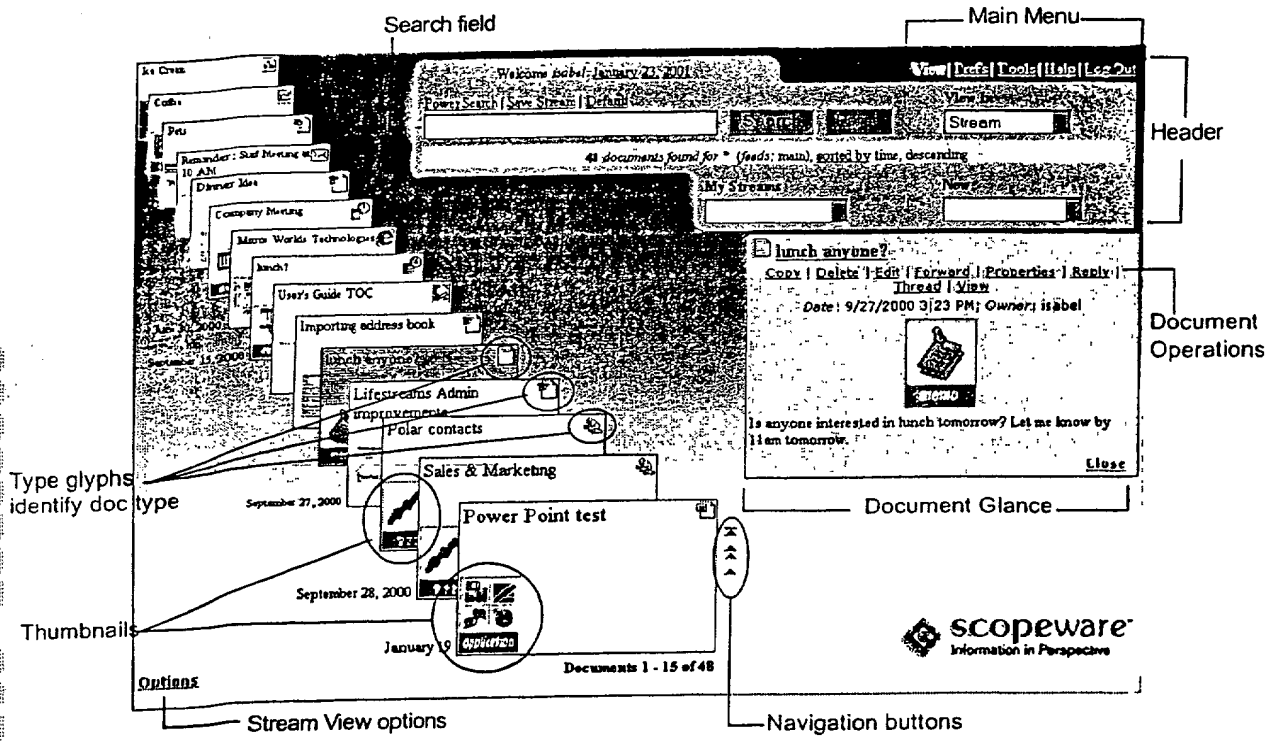 Search field
Main Menu
Ice Cream
Welcome isabel January 23, 2001
View | Prefs | Tools | Help | Log Out
Coffee
Power Search | Save Stream | Default
Pets
Stream
Header
Reminder: Staff Meeting at
10 AM
documents found for * (feeds; main), sorted by time, descending
Dinner Idea
My Streams
New
Company Meeting
Mirror Worlds Technologies
lunch anyone?
lunch?
Copy | Delete | Edit | Forward | Properties | Reply |
Thread | View
User's Guide TOC
Date: 9/27/2000 3:23 PM; Owner: isabel
Importing address book
Document
Operations
September 15, 2000
lunch anyone?
memo
Lifestreams Admin
improvements
Is anyone interested in lunch tomorrow? Let me know by
11am tomorrow.
Polar contacts
Close
Type glyphs
identify doc type
Sales & Marketing
September 27, 2000
Document Glance
Power Point test
September 28, 2000
Thumbnails
January 19
application
scopeware
Information in Perspective
Documents 1 - 15 of 48
Options
Stream View options
Navigation buttons